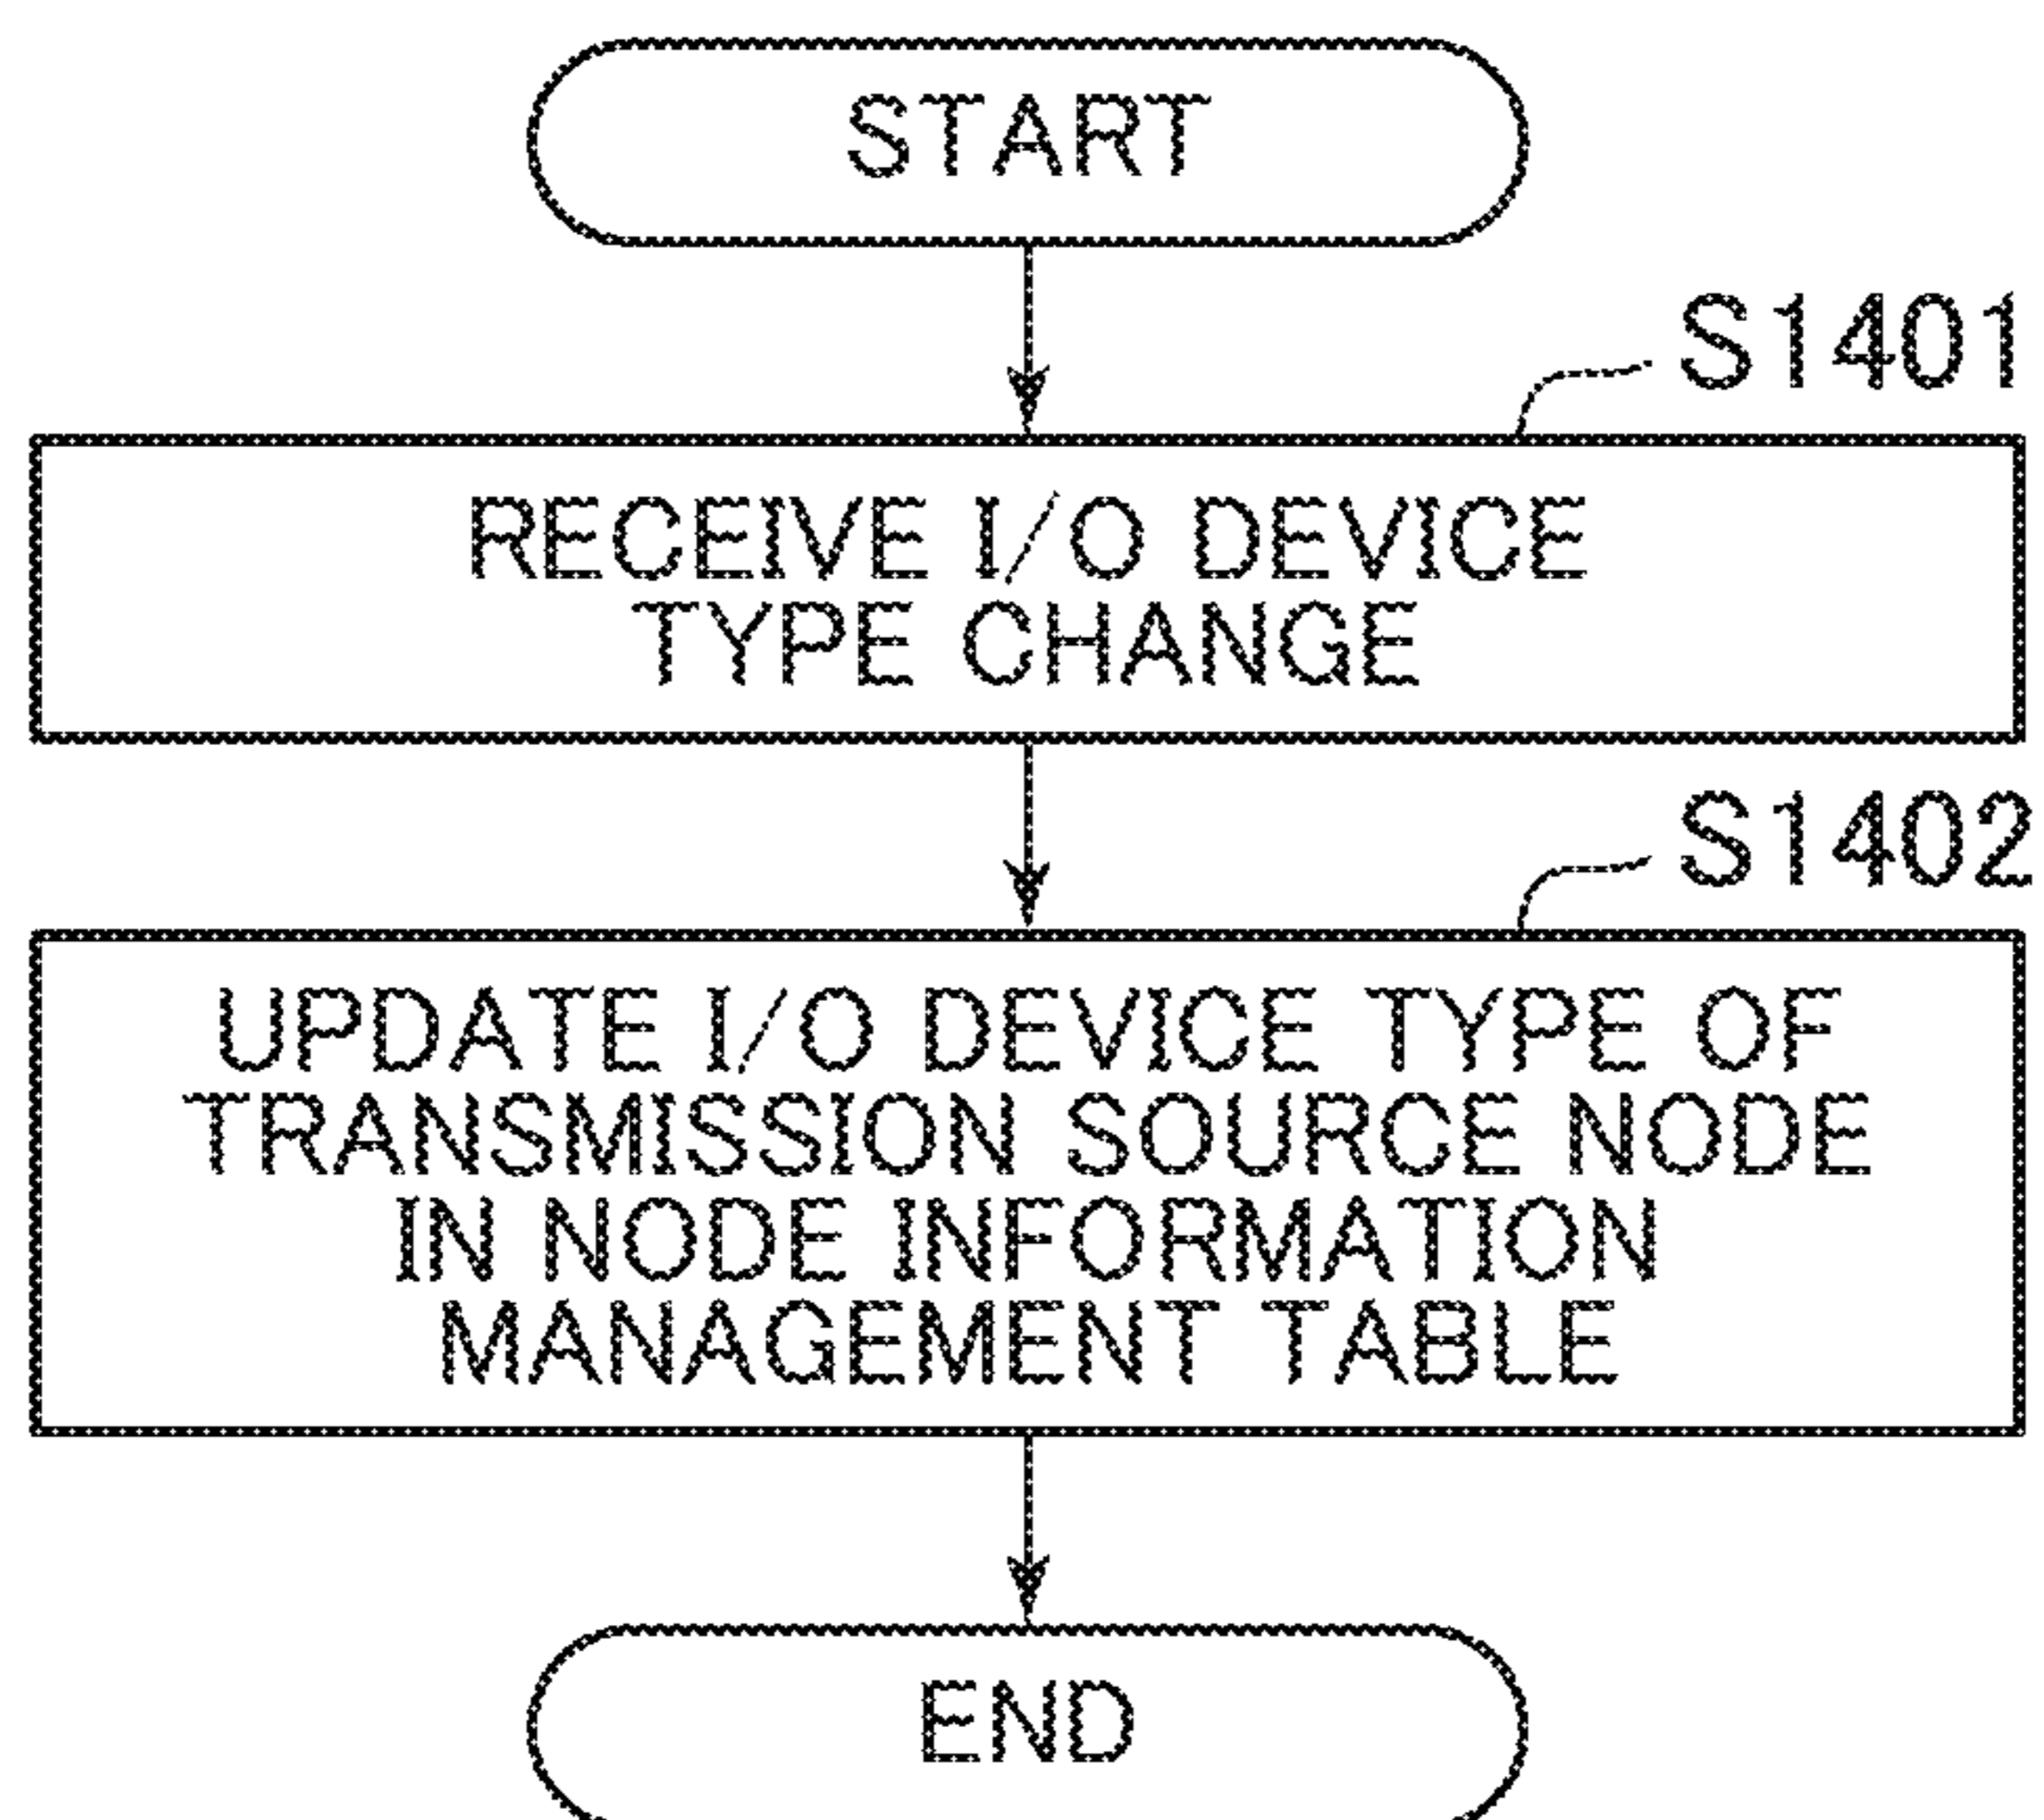 START
S1401
RECEIVE I/O DEVICE
TYPE CHANGE
S1402
UPDATE I/O DEVICE TYPE OF
TRANSMISSION SOURCE NODE
IN NODE INFORMATION
MANAGEMENT TABLE
END